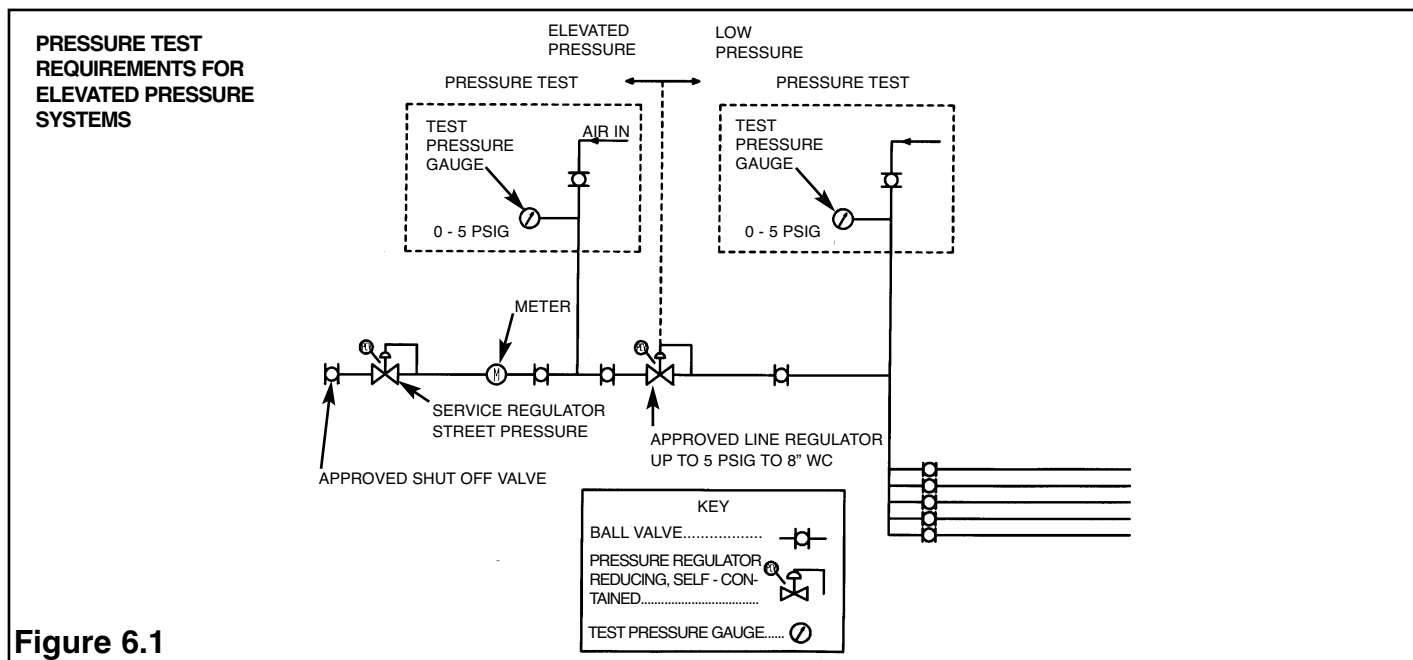 PRESSURE TEST
REQUIREMENTS FOR
ELEVATED PRESSURE
SYSTEMS
ELEVATED
PRESSURE
LOW
PRESSURE
PRESSURE TEST
PRESSURE TEST
TEST
PRESSURE
GAUGE
AIR IN
0 - 5 PSIG
TEST
PRESSURE
GAUGE
0 - 5 PSIG
METER
M
SERVICE REGULATOR
STREET PRESSURE
APPROVED LINE REGULATOR
UP TO 5 PSIG TO 8” WC
APPROVED SHUT OFF VALVE
KEY
BALL VALVE..................
PRESSURE REGULATOR
REDUCING, SELF - CON-
TAINED...................................
TEST PRESSURE GAUGE......
Figure 6.1